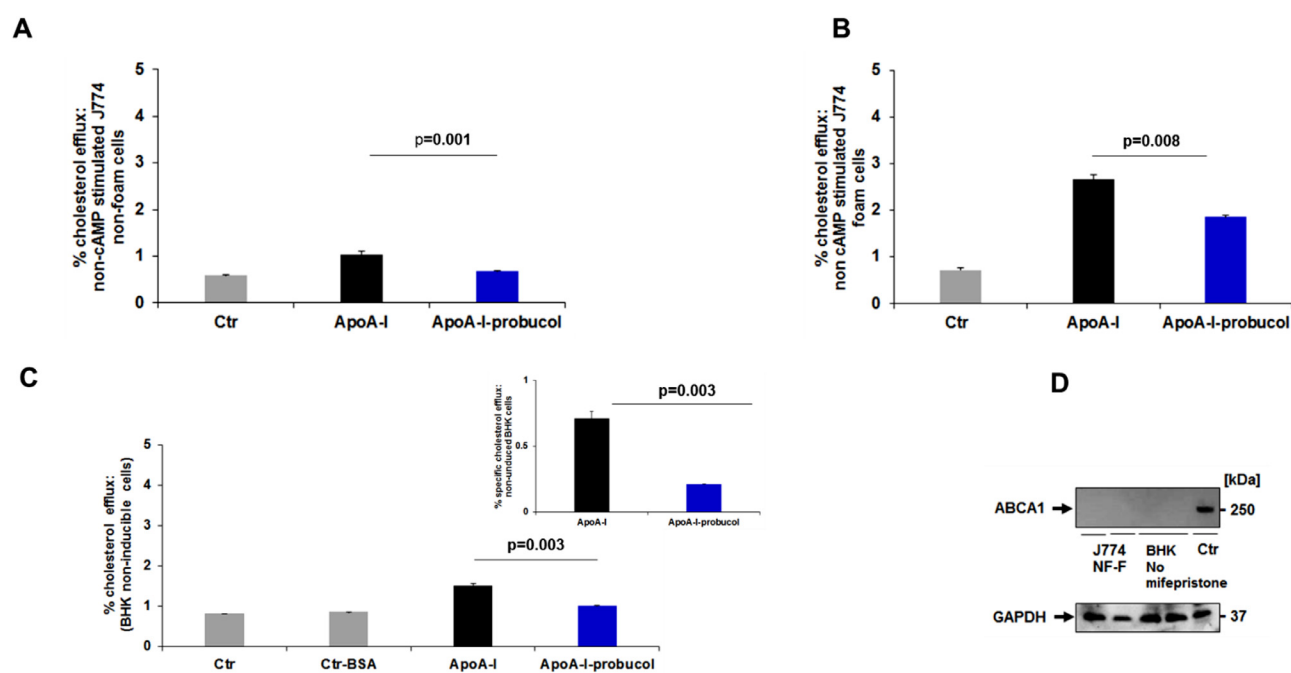 A
% cholesterol efflux:
non-cAMP stimulated J774
non-foam cells
5
4
3
2
1
0
p=0.001
Ctr
ApoA-I
ApoA-I-probucol
B
% cholesterol efflux:
non cAMP stimulated J774
foam cells
5
4
3
2
1
0
p=0.008
Ctr
ApoA-I
ApoA-I-probucol
C
% cholesterol efflux:
(BHK non-inducible cells)
5
4
3
2
1
0
p=0.003
Ctr
Ctr-BSA
ApoA-I
ApoA-I-probucol
% specific cholesterol efflux:
non-unduced BHK cells
1
0.5
0
p=0.003
ApoA-I
ApoA-I-probucol
D
[kDa]
ABCA1
250
J774
NF-F
BHK
No
mifepristone
Ctr
GAPDH
37